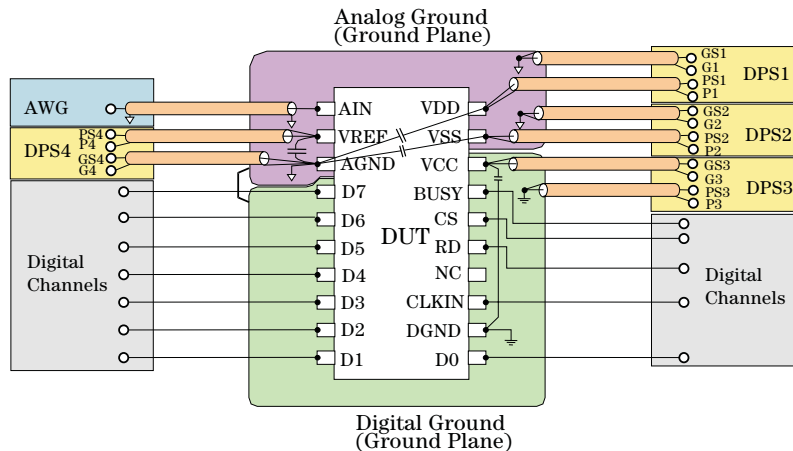 Analog Ground
(Ground Plane)
AWG
DPS4
PS4
P4
GS4
G4
Digital
Channels
AIN
VREF
AGND
D7
D6
D5
D4
D3
D2
D1
DUT
VDD
VSS
VCC
BUSY
CS
RD
NC
CLKIN
DGND
D0
GS1
G1
PS1
P1
DPS1
GS2
G2
PS2
P2
DPS2
GS3
G3
PS3
P3
DPS3
Digital
Channels
Digital Ground
(Ground Plane)